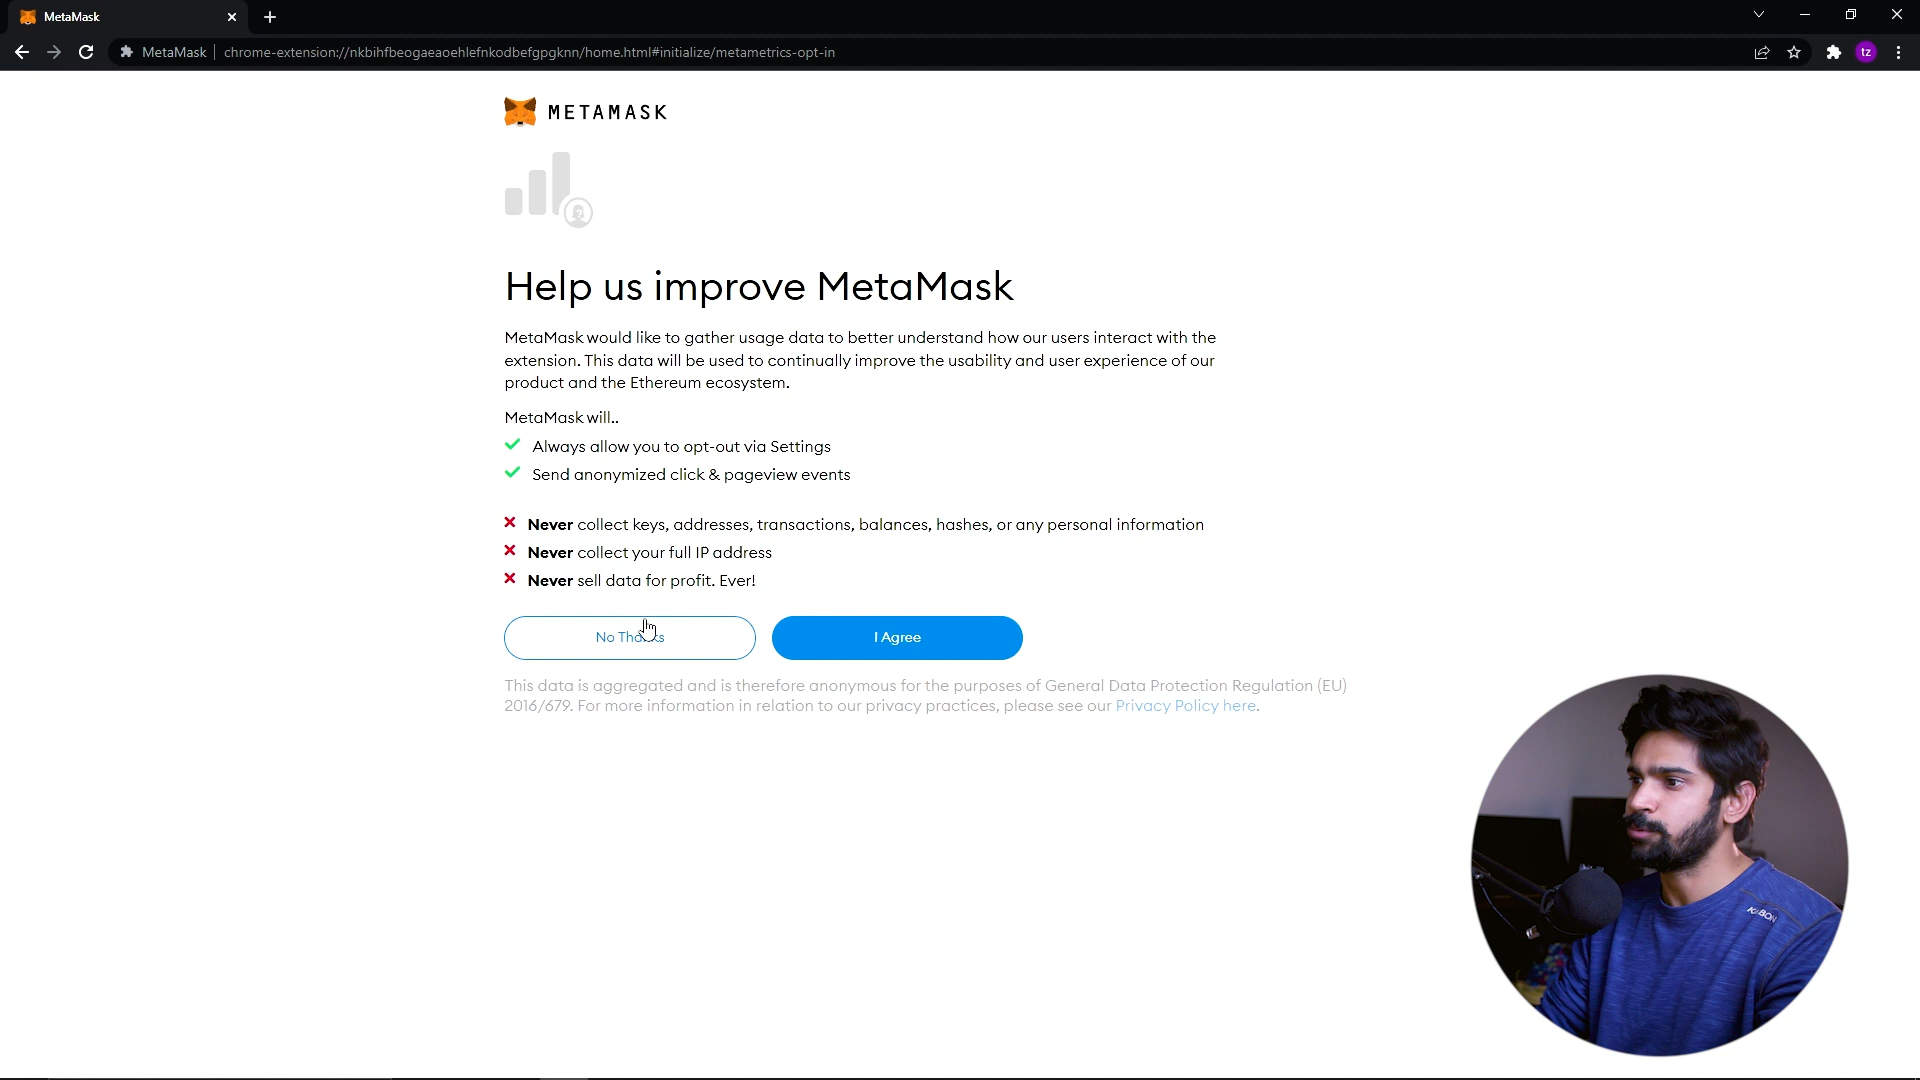 MetaMask
MetaMask
chrome-extension://nkbihfbeogaeaoehlefnkodbefgpgknn/home.html#initialize/metametrics-opt-in
tz
METAMASK
Help us improve MetaMask
MetaMask would like to gather usage data to better understand how our users interact with the
extension. This data will be used to continually improve the usability and user experience of our
product and the Ethereum ecosystem.
MetaMask will..
Always allow you to opt-out via Settings
Send anonymized click & pageview events
Never collect keys, addresses, transactions, balances, hashes, or any personal information
Never collect your full IP address
Never sell data for profit. Ever!
No Thanks
I Agree
This data is aggregated and is therefore anonymous for the purposes of General Data Protection Regulation (EU)
2016/679. For more information in relation to our privacy practices, please see our Privacy Policy here.